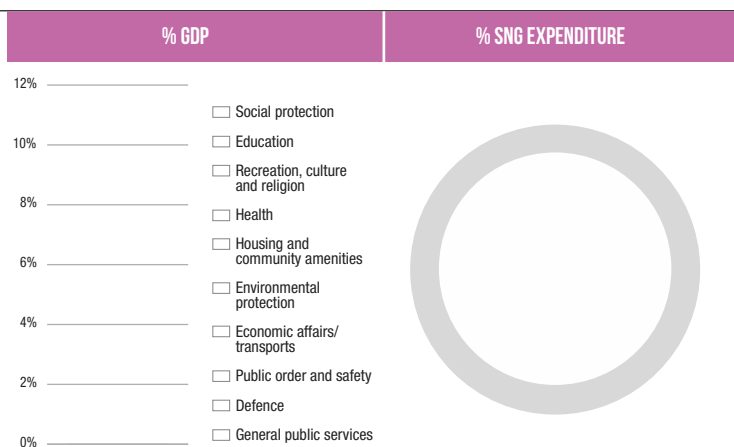 % GDP
% SNG EXPENDITURE
12%
10%
8%
6%
4%
2%
0%
Social protection
Education
Recreation, culture
and religion
Health
Housing and
community amenities
Environmental
protection
Economic affairs/
transports
Public order and safety
Defence
General public services